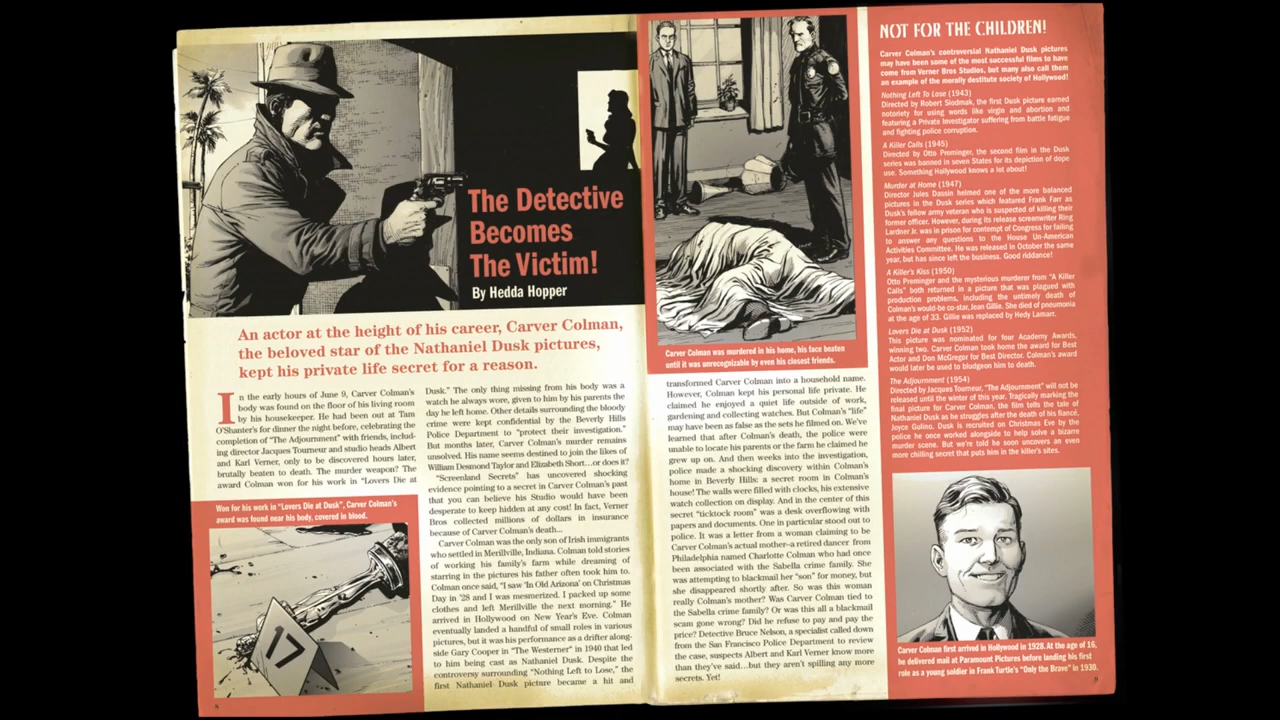 The Detective
Becomes
The Victim!
By Hedda Hopper
An actor at the height of his career, Carver Colman,
the beloved star of the Nathaniel Dusk pictures,
kept his private life secret for a reason.
In the early hours of June 9, Carver Colman's
body was found on the floor of his living room
by his housekeeper. He had been out at Tam
O'Shanter's for dinner the night before, celebrating the
completion of "The Adjournment" with friends, includ-
ing director Jacques Tourneur and studio heads Albert
and Karl Verner, only to be discovered hours later,
brutally beaten to death. The murder weapon? The
award Colman won for his work in "Lovers Die at
Won for his work in "Lovers Die at Dusk", Carver Colman's
award was found near his body, covered in blood.
17
8
Dusk." The only thing missing from his body was a
watch he always wore, given to him by his parents the
day he left home. Other details surrounding the bloody
crime were kept confidential by the Beverly Hills
Police Department to "protect their investigation."
But months later, Carver Colman's murder remains
unsolved. His name seems destined to join the likes of
William Desmond Taylor and Elizabeth Short...or does it?
"Screenland Secrets" has uncovered shocking
evidence pointing to a secret in Carver Colman's past
that you can believe his Studio would have been
desperate to keep hidden at any cost! In fact, Verner
Bros collected millions of dollars in insurance
because of Carver Colman's death...
Carver Colman was the only son of Irish immigrants
who settled in Merillville, Indiana. Colman told stories
of working his family's farm while dreaming of
starring in the pictures his father often took him to.
Colman once said, "I saw 'In Old Arizona' on Christmas
Day in '28 and I was mesmerized. I packed up some
clothes and left Merillville the next morning." He
arrived in Hollywood on New Year's Eve. Colman
eventually landed a handful of small roles in various
pictures, but it was his performance as a drifter along-
side Gary Cooper in "The Westerner" in 1940 that led
to him being cast as Nathaniel Dusk. Despite the
controversy surrounding "Nothing Left to Lose," the
first Nathaniel Dusk picture became a hit and
Carver Colman was murdered in his home, his face beaten
until it was unrecognizable by even his closest friends.
transformed Carver Colman into a household name.
However, Colman kept his personal life private. He
claimed he enjoyed a quiet life outside of work,
gardening and collecting watches. But Colman's "life"
may have been as false as the sets he filmed on. We've
learned that after Colman's death, the police were
unable to locate his parents or the farm he claimed he
grew up on. And then weeks into the investigation,
police made a shocking discovery within Colman's
home in Beverly Hills: a secret room in Colman's
house! The walls were filled with clocks, his extensive
watch collection on display. And in the center of this
secret "ticktock room" was a desk overflowing with
papers and documents. One in particular stood out to
police. It was a letter from a woman claiming to be
Carver Colman's actual mother–a retired dancer from
Philadelphia named Charlotte Colman who had once
been associated with the Sabella crime family. She
was attempting to blackmail her "son" for money, but
she disappeared shortly after. So was this woman
really Colman's mother? Was Carver Colman tied to
the Sabella crime family? Or was this all a blackmail
scam gone wrong? Did he refuse to pay and pay the
price? Detective Bruce Nelson, a specialist called down
from the San Francisco Police Department to review
the case, suspects Albert and Karl Verner know more
than they've said...but they aren't spilling any more
secrets. Yet!
NOT FOR THE CHILDREN!
Carver Colman's controversial Nathaniel Dusk pictures
may have been some of the most successful films to have
come from Verner Bros Studios, but many also call them
an example of the morally destitute society of Hollywood!
Nothing Left To Lose (1943)
Directed by Robert Siodmak, the first Dusk picture earned
notoriety for using words like virgin and abortion and
featuring a Private Investigator suffering from battle fatigue
and fighting police corruption.
A Killer Calls (1945)
Directed by Otto Preminger, the second film in the Dusk
series was banned in seven States for its depiction of dope
use. Something Hollywood knows a lot about!
Murder at Home (1947)
Director Jules Dassin helmed one of the more balanced
pictures in the Dusk series which featured Frank Farr as
Dusk's fellow army veteran who is suspected of killing their
former officer. However, during its release screenwriter Ring
Lardner Jr. was in prison for contempt of Congress for failing
to answer any questions to the House Un-American
Activities Committee. He was released in October the same
year, but has since left the business. Good riddance!
A Killer's Kiss (1950)
Otto Preminger and the mysterious murderer from "A Killer
Calls" both returned in a picture that was plagued with
production problems, including the untimely death of
Colman's would-be co-star, Jean Gillie. She died of pneumonia
at the age of 33. Gillie was replaced by Hedy Lamarr.
Lovers Die at Dusk (1952)
This picture was nominated for four Academy Awards,
winning two. Carver Colman took home the award for Best
Actor and Don McGregor for Best Director. Colman's award
would later be used to bludgeon him to death.
The Adjournment (1954)
Directed by Jacques Tourneur, "The Adjournment" will not be
released until the winter of this year. Tragically marking the
final picture for Carver Colman, the film tells the tale of
Nathaniel Dusk as he struggles after the death of his fiancé,
Joyce Gulino. Dusk is recruited on Christmas Eve by the
police he once worked alongside to help solve a bizarre
murder scene. But we're told he soon uncovers an even
more chilling secret that puts him in the killer's sites.
Carver Colman first arrived in Hollywood in 1928. At the age of 16,
he delivered mail at Paramount Pictures before landing his first
role as a young soldier in Frank Turtle's "Only the Brave" in 1930.
9